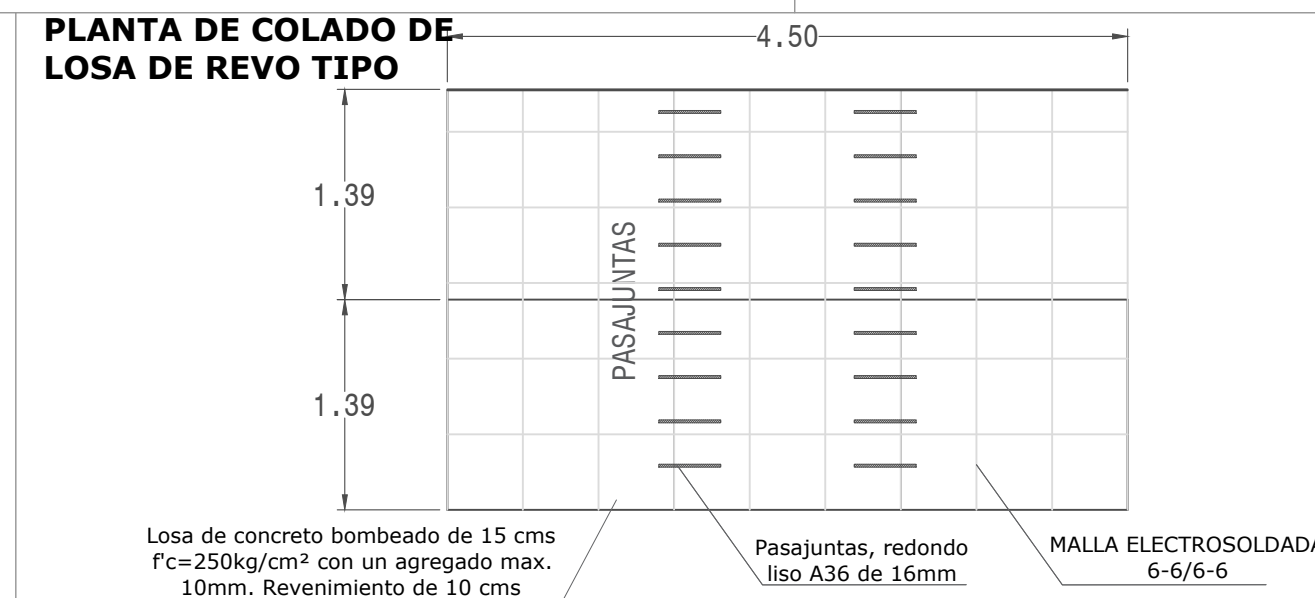 PLANTA DE COLADO DE
LOSA DE REVO TIPO
4.50
1.39
1.39
PASAJUNTAS
Losa de concreto bombeado de 15 cms
f'c=250kg/cm² con un agregado max.
10mm. Revenimiento de 10 cms
Pasajuntas, redondo
liso A36 de 16mm
MALLA ELECTROSOLDADA
6-6/6-6